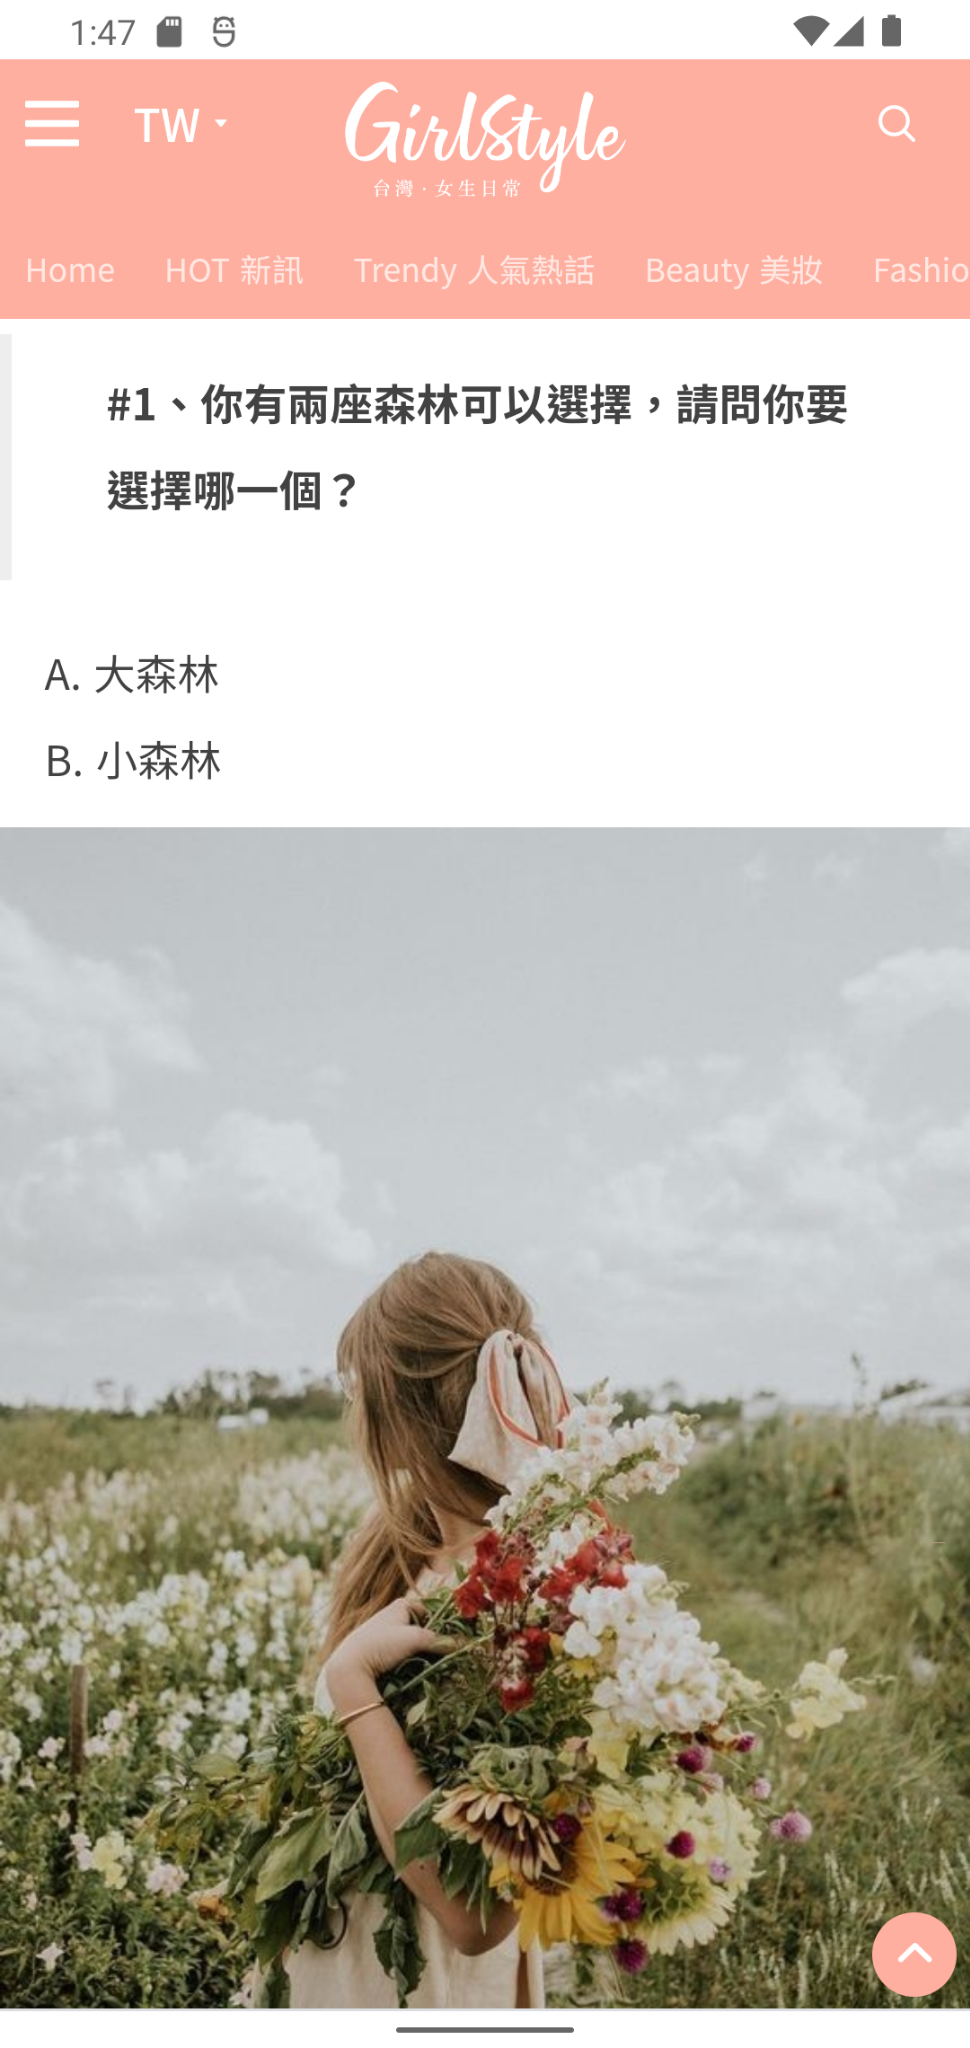 1:47
TW
GirlStyle
台灣·女生日常
Home HOT 新訊 Trendy 人氣熱話 Beauty 美妝 Fashio
#1、你有兩座森林可以選擇，請問你要
選擇哪一個？
A. 大森林
B. 小森林